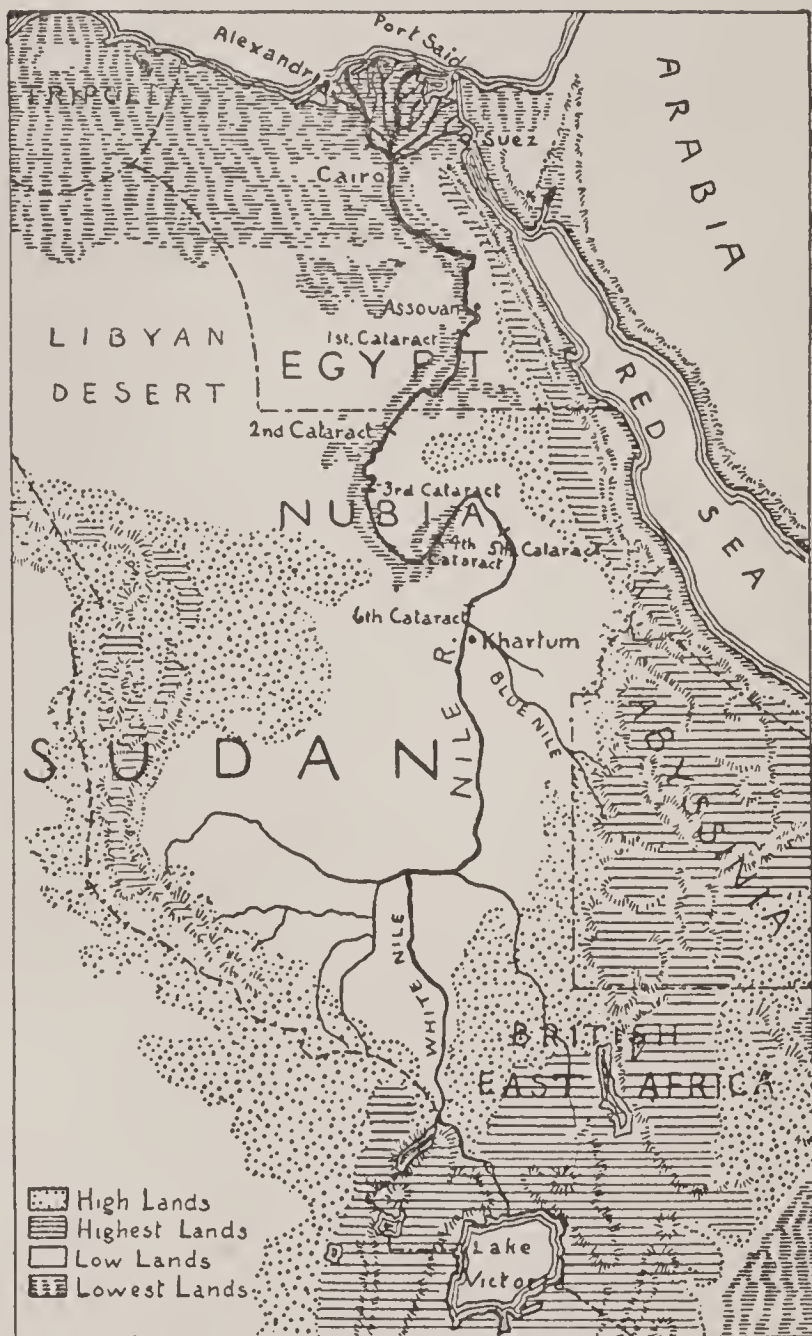 Port Said
Alexandria
TRIPOLI
ARABIA
Suez
Cairo
Assouan
1st. Cataract
LIBYAN
DESERT
EGYPT
RED SEA
2nd Cataract
3rd Cataract
NUBIA
4th
Cataract
5th Cataract
6th Cataract
Khartum
NILE R.
BLUE NILE
ABYSSINIA
SUDAN
WHITE NILE
BRITISH
EAST AFRICA
High Lands
Highest Lands
Low Lands
Lowest Lands
Lake
Victoria